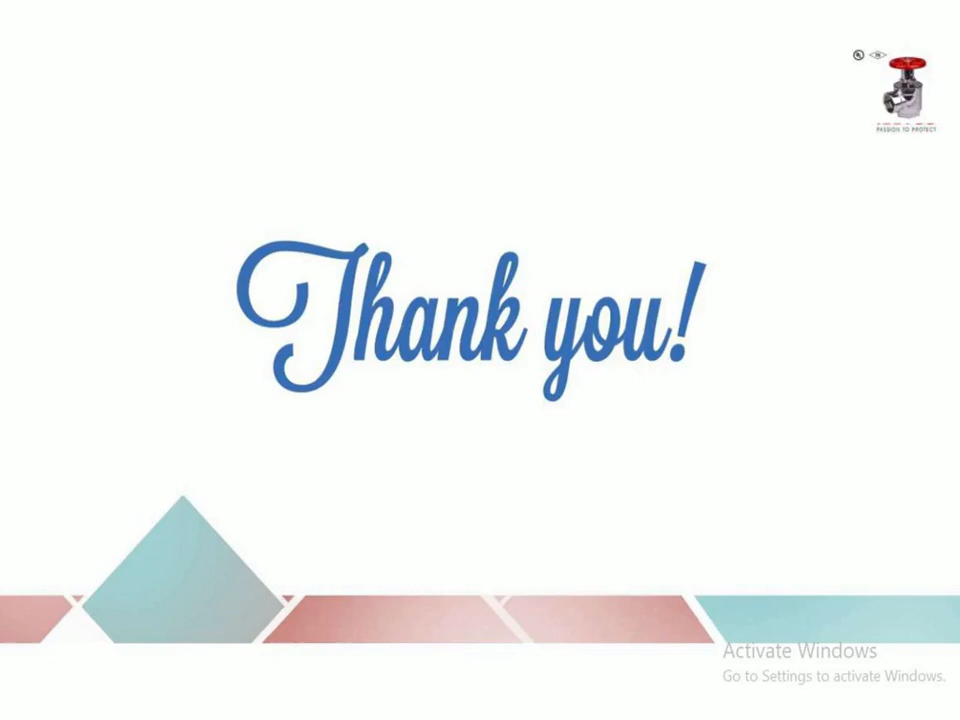 PASSION TO PROTECT
Thank you!
Activate Windows
Go to Settings to activate Windows.